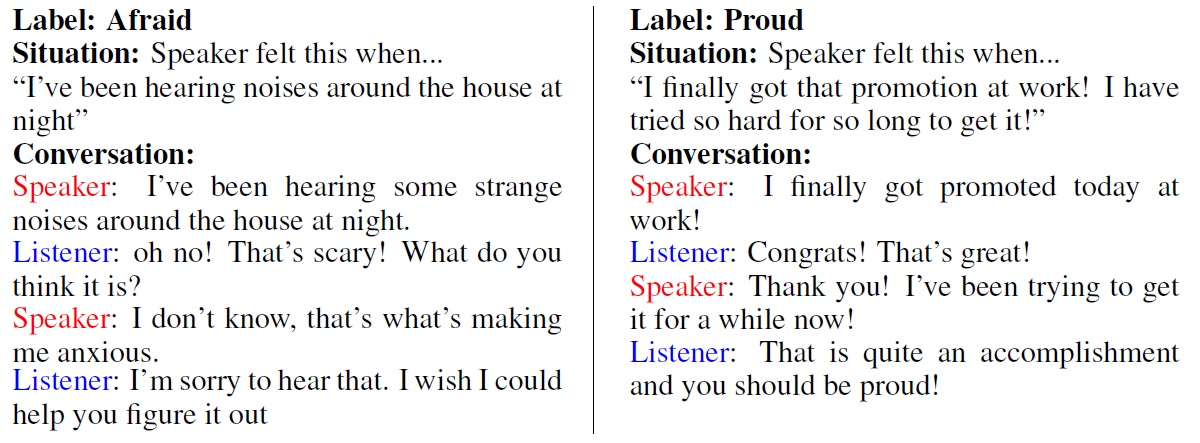 Label: Afraid
Situation: Speaker felt this when...
“I’ve been hearing noises around the house at
night”
Conversation:
Speaker: I’ve been hearing some strange
noises around the house at night.
Listener: oh no! That’s scary! What do you
think it is?
Speaker: I don’t know, that’s what’s making
me anxious.
Listener: I’m sorry to hear that. I wish I could
help you figure it out
Label: Proud
Situation: Speaker felt this when...
“I finally got that promotion at work! I have
tried so hard for so long to get it!”
Conversation:
Speaker: I finally got promoted today at
work!
Listener: Congrats! That’s great!
Speaker: Thank you! I’ve been trying to get
it for a while now!
Listener: That is quite an accomplishment
and you should be proud!